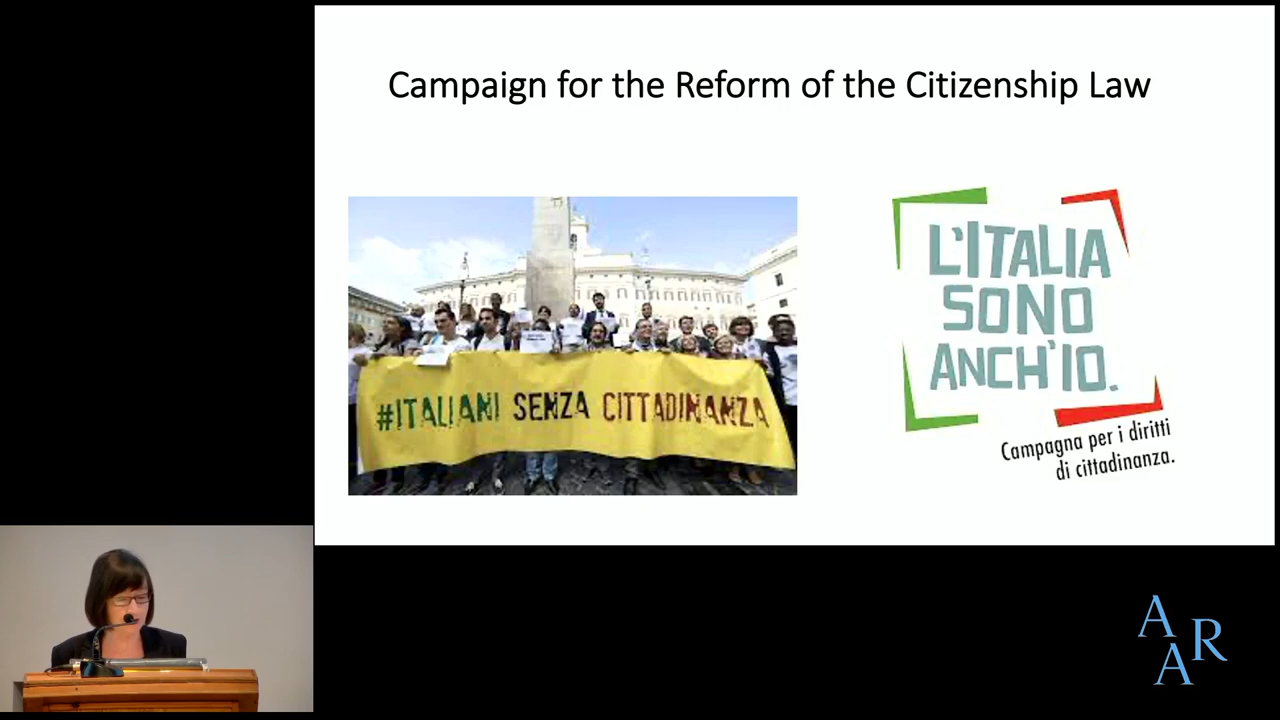 Campaign for the Reform of the Citizenship Law
#ITALIANI SENZA CITTADINANZA
L'ITALIA
SONO
ANCH'IO.
Campagna per i diritti
di cittadinanza.
A
R
A